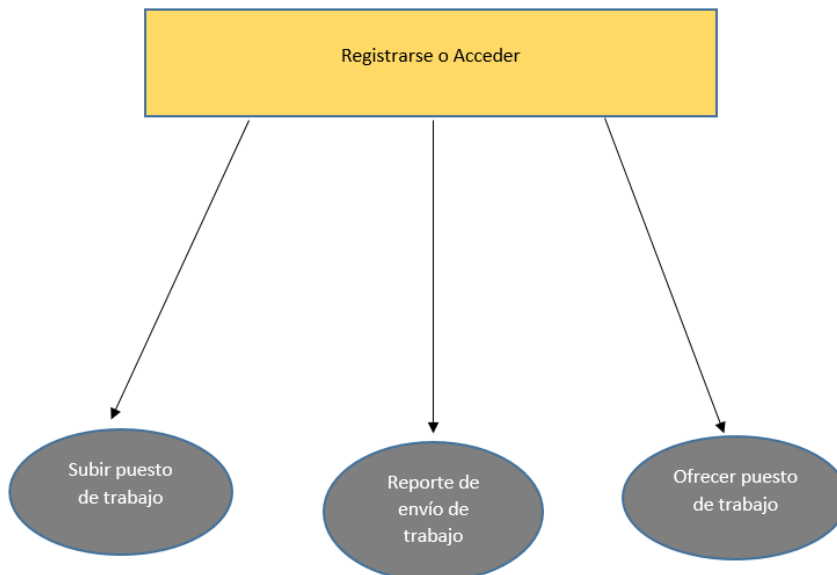 Registrarse o Acceder
Subir puesto
de trabajo
Reporte de
envío de
trabajo
Ofrecer puesto
de trabajo